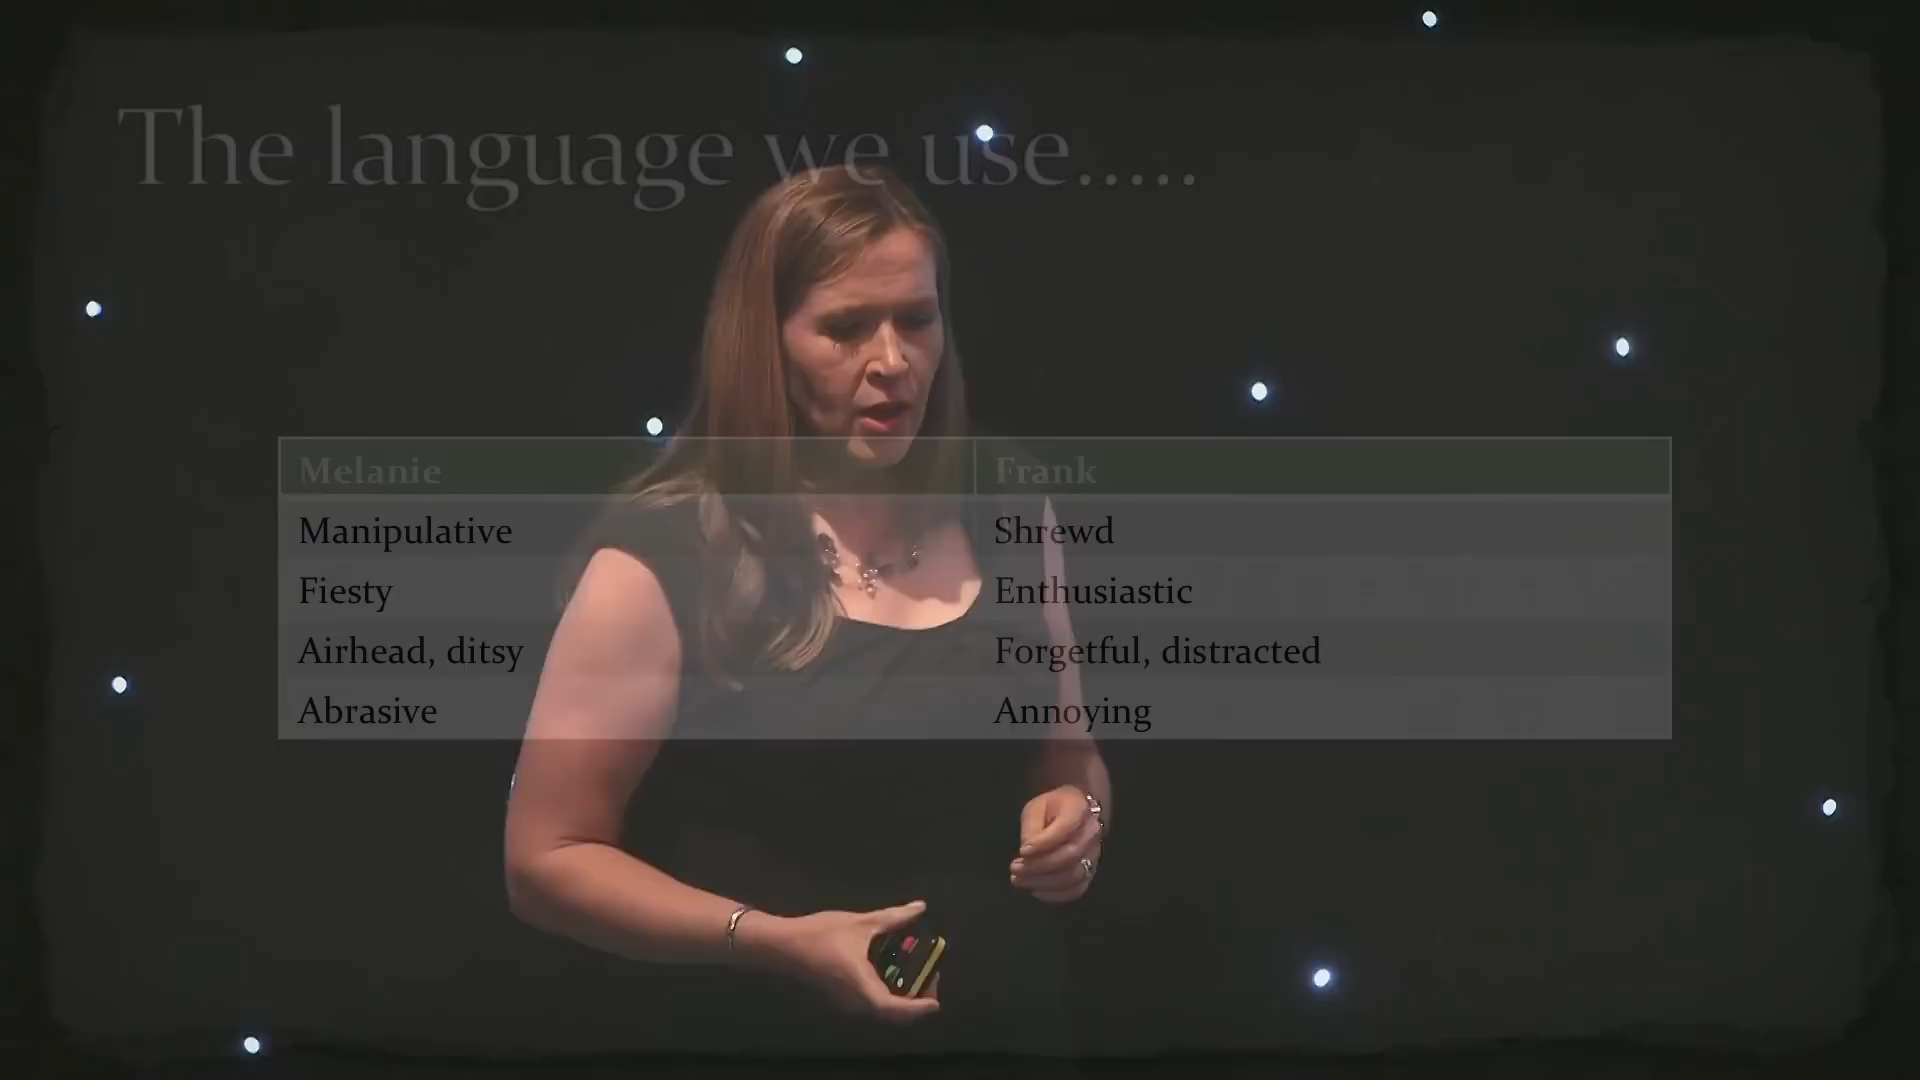 The language we use.....
Melanie Frank
Manipulative Shrewd
Fiesty Enthusiastic
Airhead, ditsy Forgetful, distracted
Abrasive Annoying